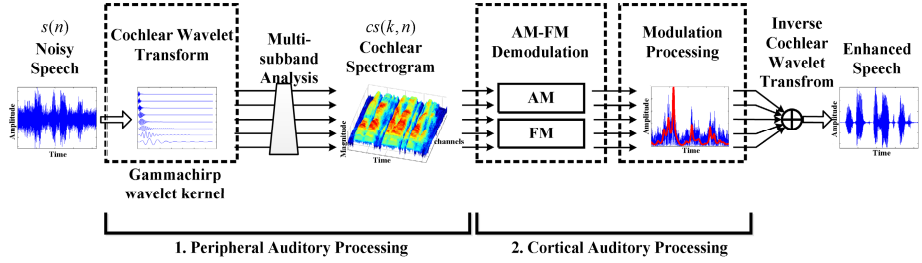 s(n)
Noisy
Speech
Amplitude
Time
Cochlear Wavelet
Transform
Gammachirp
wavelet kernel
Multi-
subband
Analysis
cs(k, n)
Cochlear
Spectrogram
Magnitude
Time
channels
AM-FM
Demodulation
AM
FM
Modulation
Processing
Amplitude
Time
Inverse
Cochlear
Wavelet
Transfrom
Enhanced
Speech
Amplitude
Time
1. Peripheral Auditory Processing
2. Cortical Auditory Processing